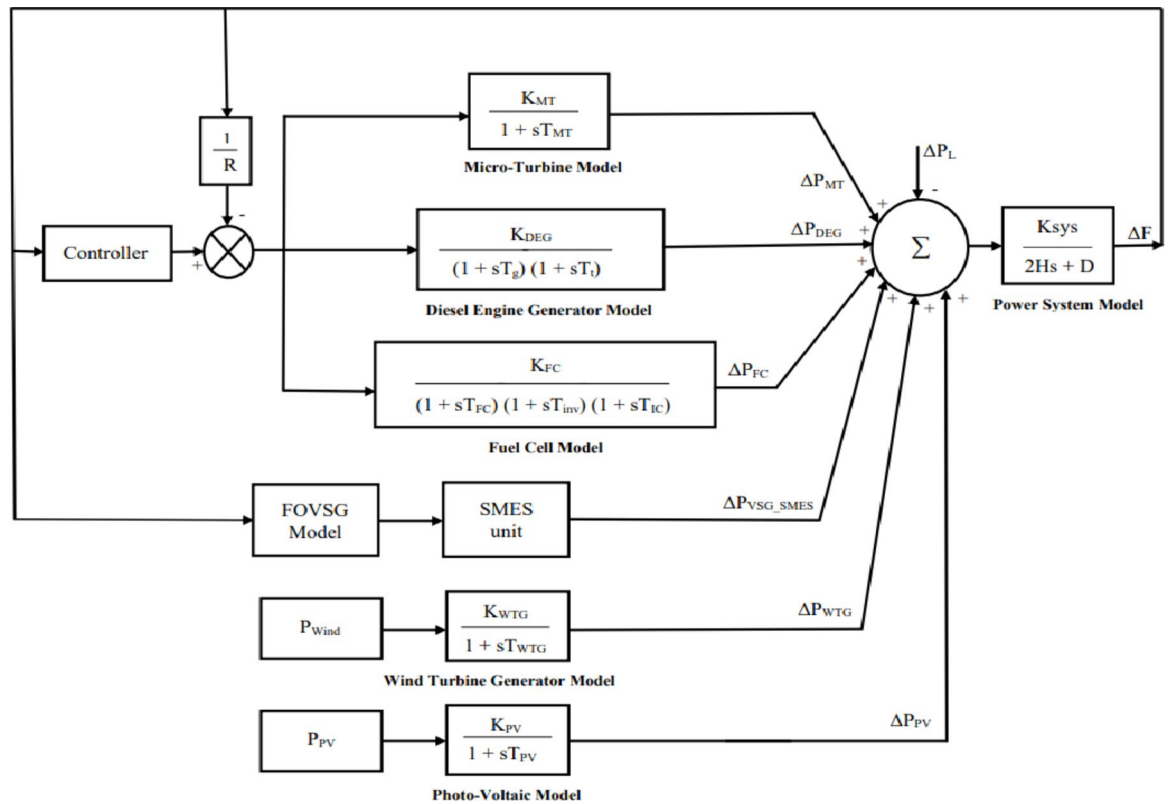 1
R
Controller
-
+
K_MT
1 + sT_MT
Micro-Turbine Model
K_DEG
(1 + sT_g) (1 + sT_t)
Diesel Engine Generator Model
K_FC
(1 + sT_FC) (1 + sT_inv) (1 + sT_IC)
Fuel Cell Model
FOVSG
Model
SMES
unit
P_Wind
K_WTG
1 + sT_WTG
Wind Turbine Generator Model
P_PV
K_PV
1 + sT_PV
Photo-Voltaic Model
ΔP_MT
ΔP_DEG
ΔP_FC
ΔP_VSG_SMES
ΔP_WTG
ΔP_PV
ΔP_L
-
+
+
+
+
+
+
Σ
Ksys
2Hs + D
Power System Model
ΔF